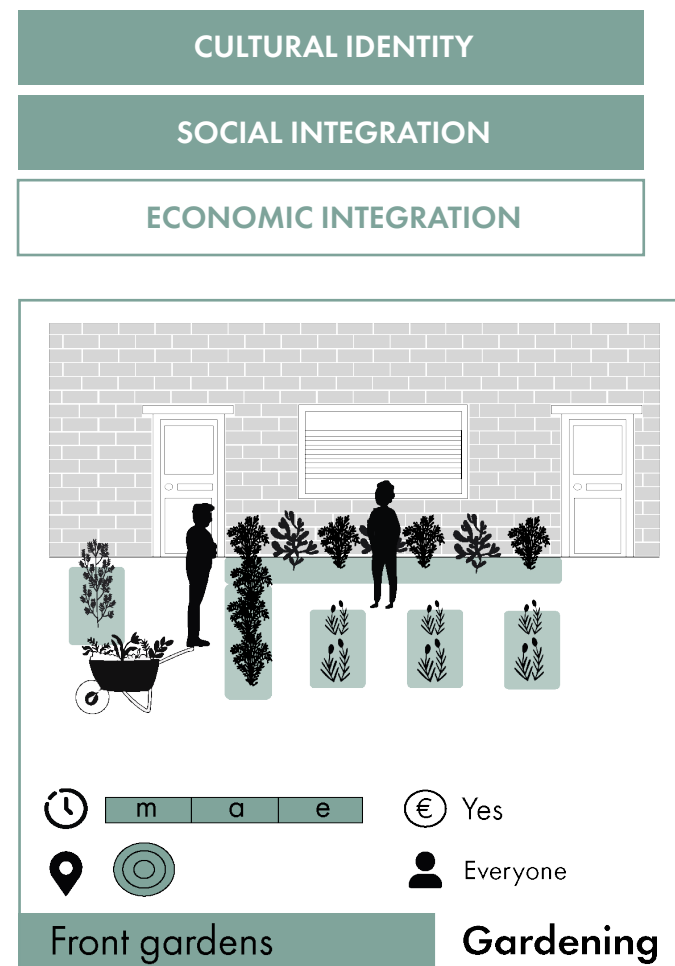 CULTURAL IDENTITY
SOCIAL INTEGRATION
ECONOMIC INTEGRATION
m a e € Yes
Everyone
Front gardens Gardening